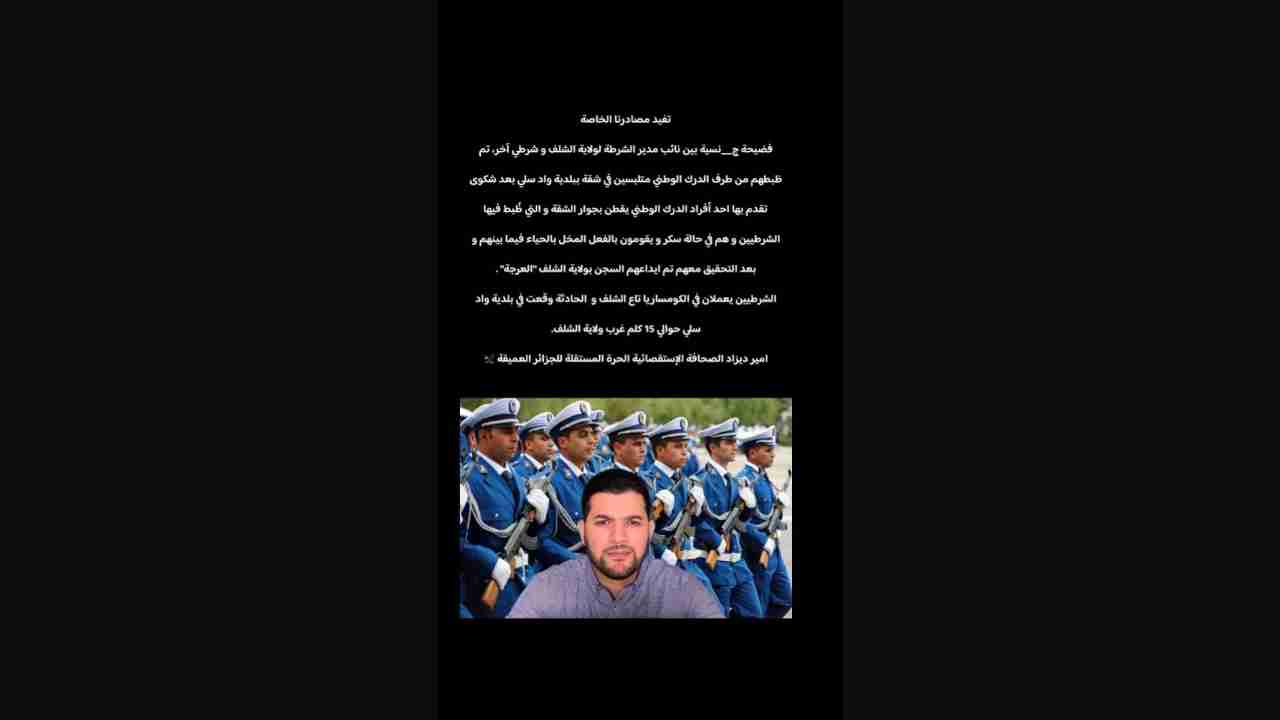 تفيد مصادرنا الخاصة
فضيحة ج__نسية بين نائب مدير الشرطة لولاية الشلف و شرطي آخر، تم
ظبطهم من طرف الدرك الوطني متلبسين في شقة ببلدية واد سلي بعد شكوى
تقدم بها احد أفراد الدرك الوطني يقطن بجوار الشقة و التي ظُبط فيها
الشرطيين و هم في حالة سكر و يقومون بالفعل المخل بالحياء فيما بينهم و
بعد التحقيق معهم تم ايداعهم السجن بولاية الشلف "العرجة" .
الشرطيين يعملان في الكومساريا تاع الشلف و الحادثة وقعت في بلدية واد
سلي حوالي 15 كلم غرب ولاية الشلف.
امير ديزاد الصحافة الإستقصائية الحرة المستقلة للجزائر العميقة